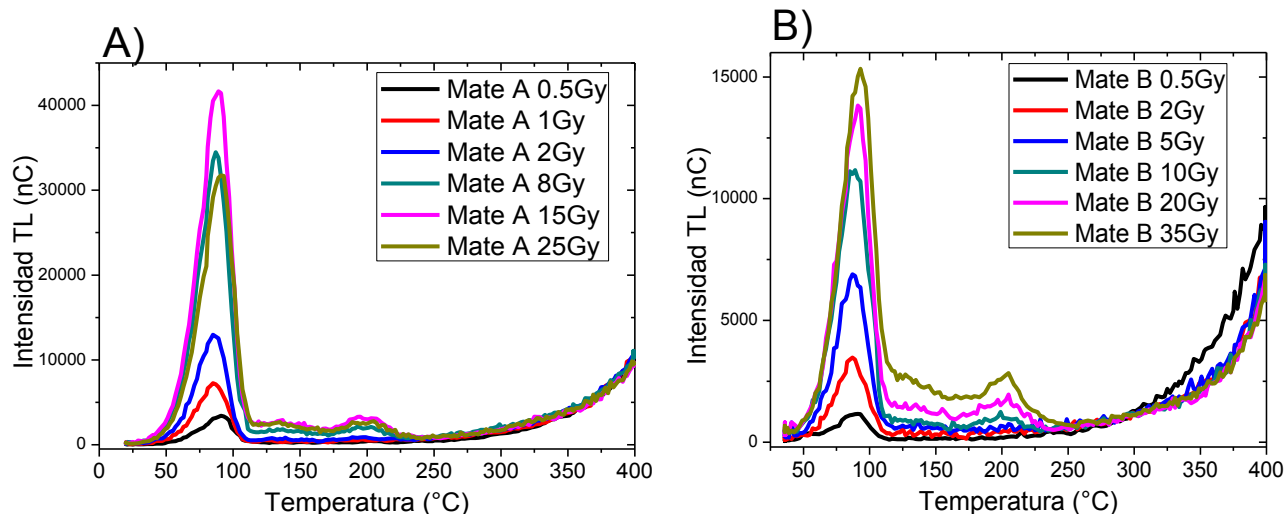 A)
Intensidad TL (nC)
40000
30000
20000
10000
0
Mate A 0.5Gy
Mate A 1Gy
Mate A 2Gy
Mate A 8Gy
Mate A 15Gy
Mate A 25Gy
0 50 100 150 200 250 300 350 400
Temperatura (°C)
B)
Intensidad TL (nC)
15000
10000
5000
0
Mate B 0.5Gy
Mate B 2Gy
Mate B 5Gy
Mate B 10Gy
Mate B 20Gy
Mate B 35Gy
50 100 150 200 250 300 350 400
Temperatura (°C)